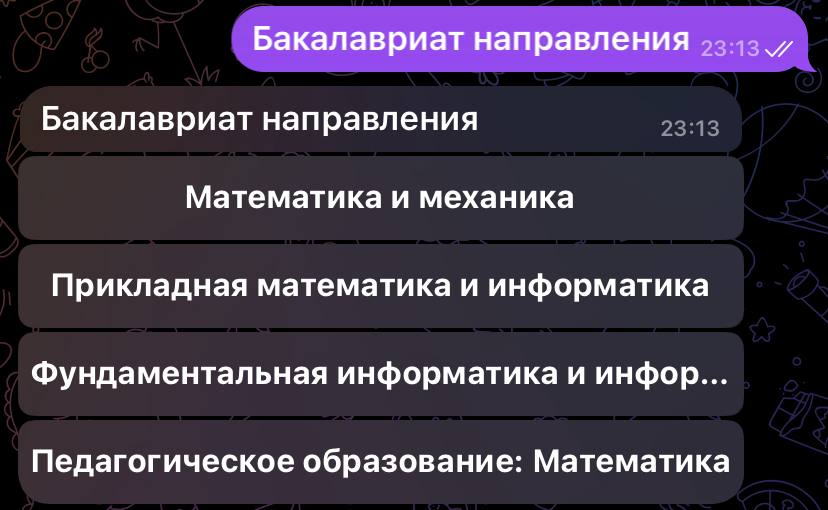 Бакалавриат направления 23:13
Бакалавриат направления 23:13
Математика и механика
Прикладная математика и информатика
Фундаментальная информатика и инфор...
Педагогическое образование: Математика